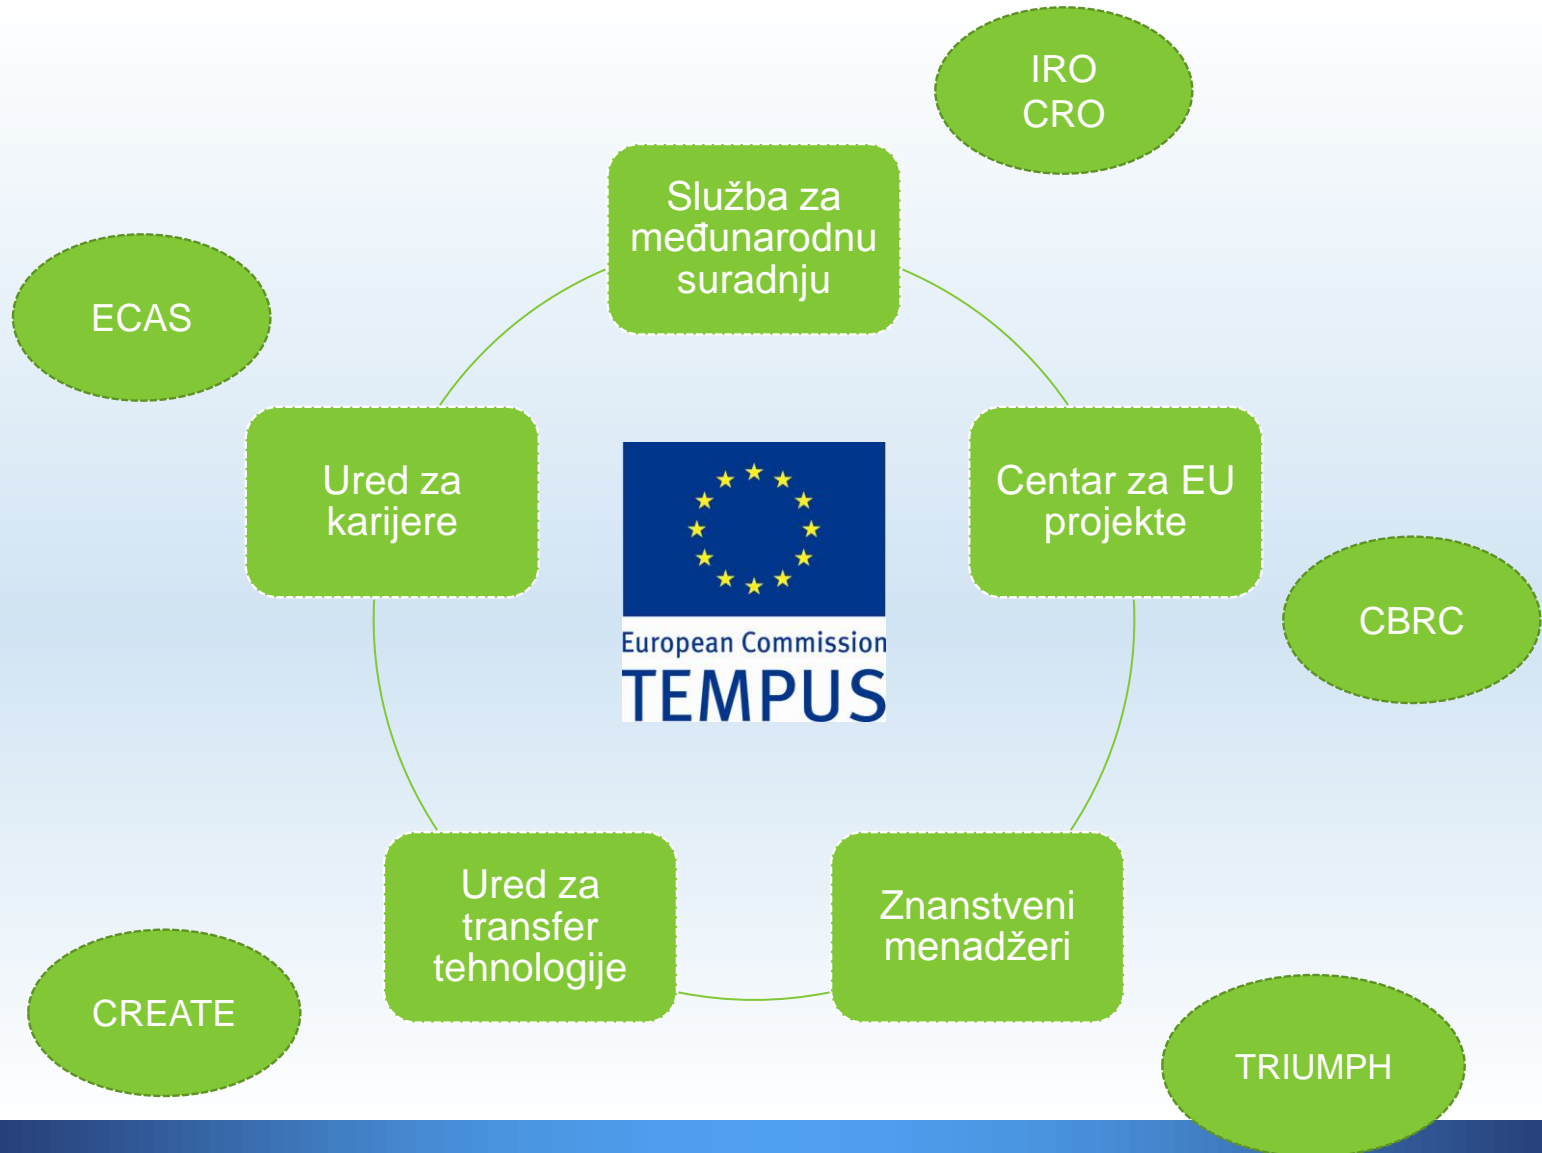 IRO
CRO
Služba za
međunarodnu
suradnju
ECAS
Ured za
karijere
Centar za EU
projekte
European Commission
TEMPUS
CBRC
Ured za
transfer
tehnologije
Znanstveni
menadžeri
CREATE
TRIUMPH